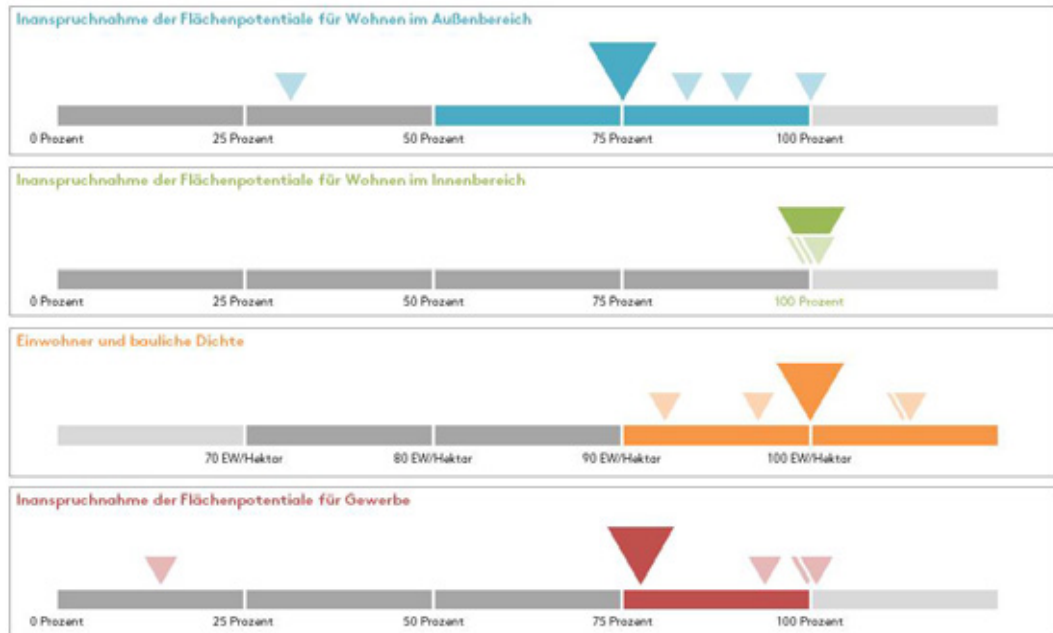 Inanspruchnahme der Flächenpotentiale für Wohnen im Außenbereich
0 Prozent 25 Prozent 50 Prozent 75 Prozent 100 Prozent
Inanspruchnahme der Flächenpotentiale für Wohnen im Innenbereich
0 Prozent 25 Prozent 50 Prozent 75 Prozent 100 Prozent
Einwohner und bauliche Dichte
70 EW/Hektar 80 EW/Hektar 90 EW/Hektar 100 EW/Hektar
Inanspruchnahme der Flächenpotentiale für Gewerbe
0 Prozent 25 Prozent 50 Prozent 75 Prozent 100 Prozent